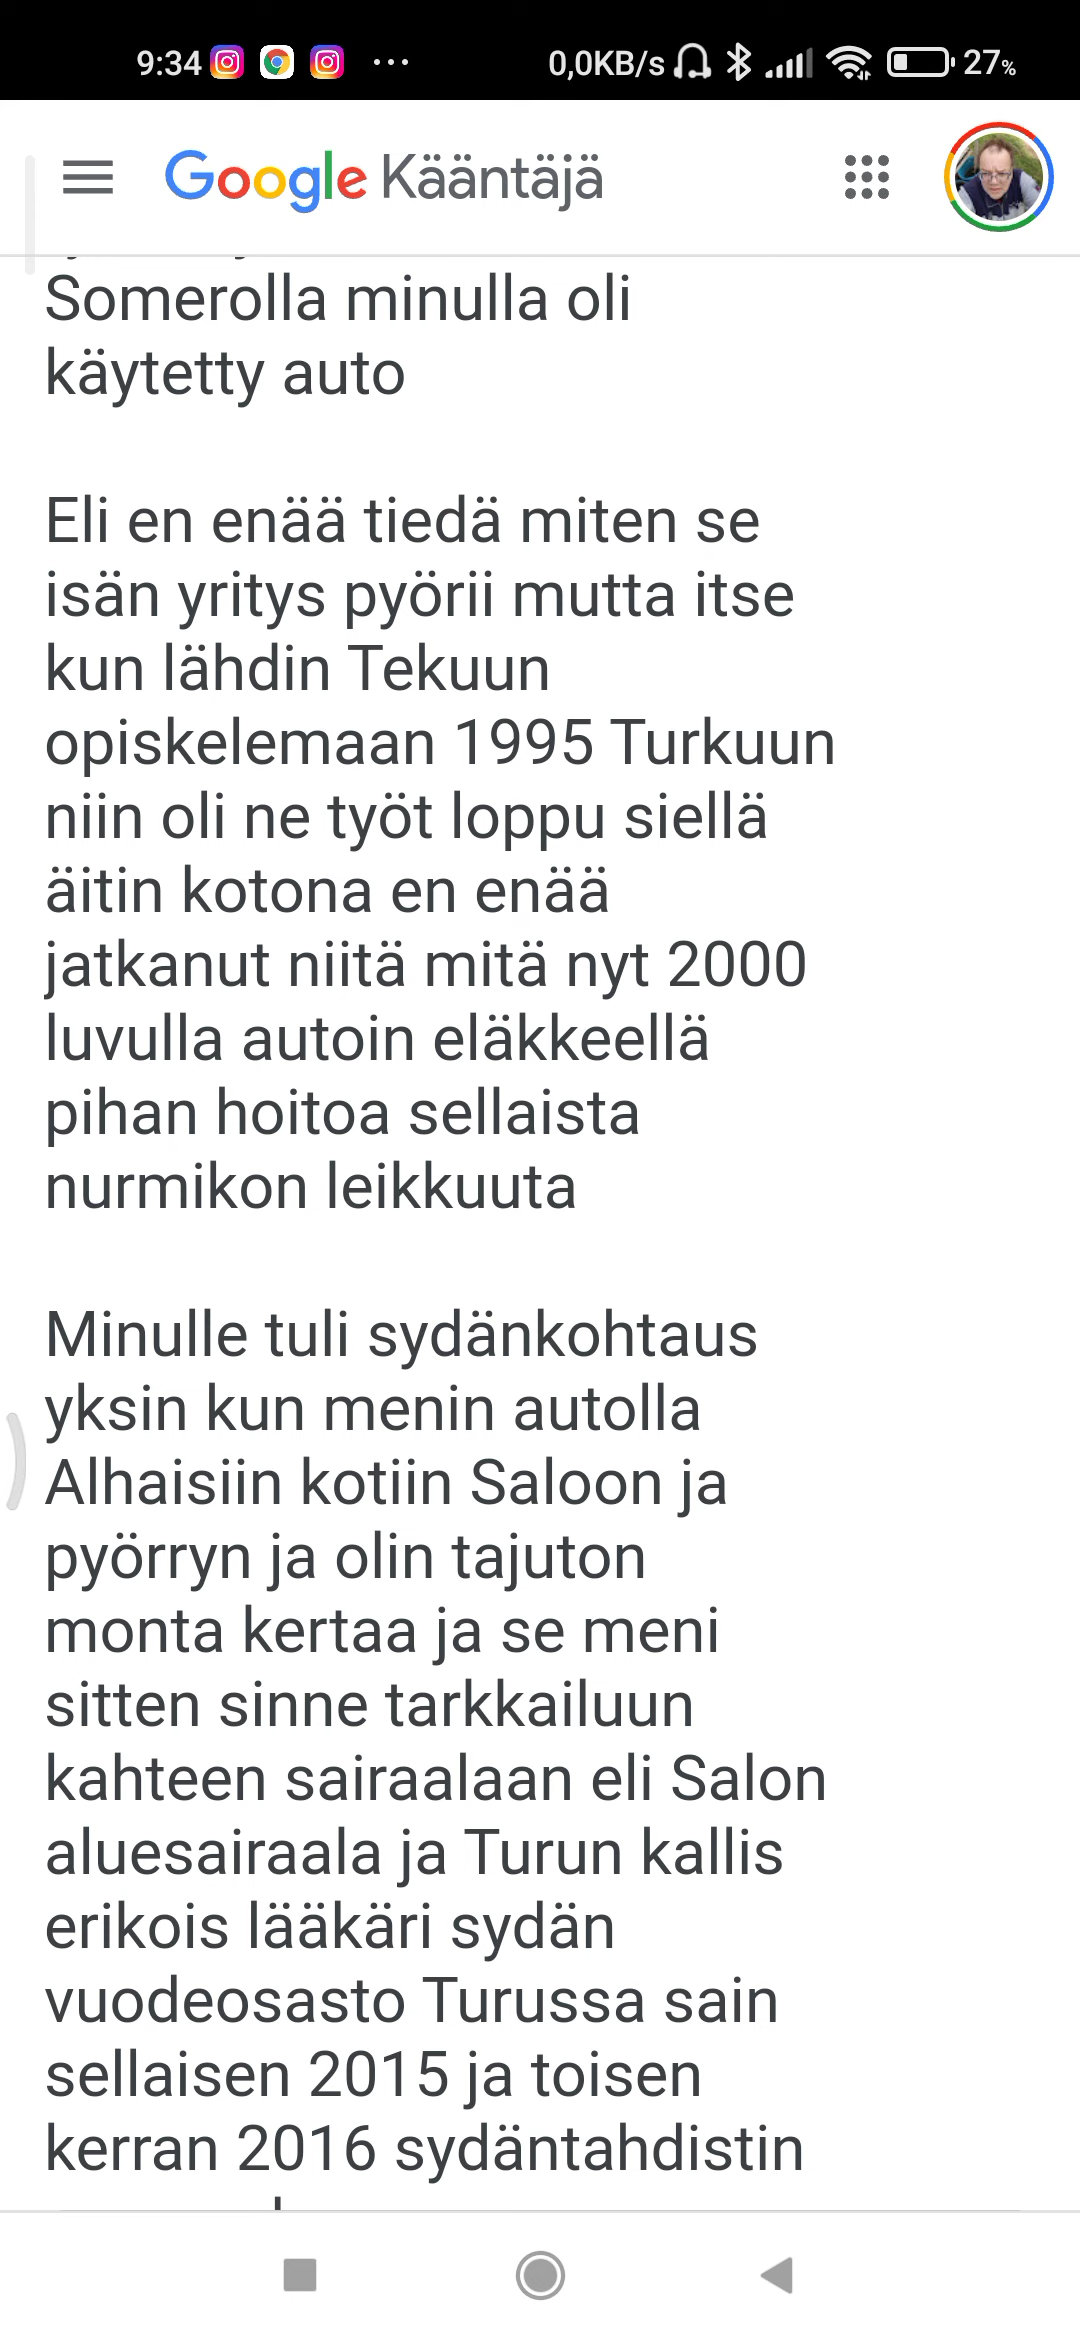 9:34 ... 0,0KB/s 27%
Google Kääntäjä
Somerolla minulla oli
käytetty auto
Eli en enää tiedä miten se
isän yritys pyörii mutta itse
kun lähdin Tekuun
opiskelemaan 1995 Turkuun
niin oli ne työt loppu siellä
äitin kotona en enää
jatkanut niitä mitä nyt 2000
luvulla autoin eläkkeellä
pihan hoitoa sellaista
nurmikon leikkuuta
Minulle tuli sydänkohtaus
yksin kun menin autolla
Alhaisiin kotiin Saloon ja
pyörryn ja olin tajuton
monta kertaa ja se meni
sitten sinne tarkkailuun
kahteen sairaalaan eli Salon
aluesairaala ja Turun kallis
erikois lääkäri sydän
vuodeosasto Turussa sain
sellaisen 2015 ja toisen
kerran 2016 sydäntahdistin